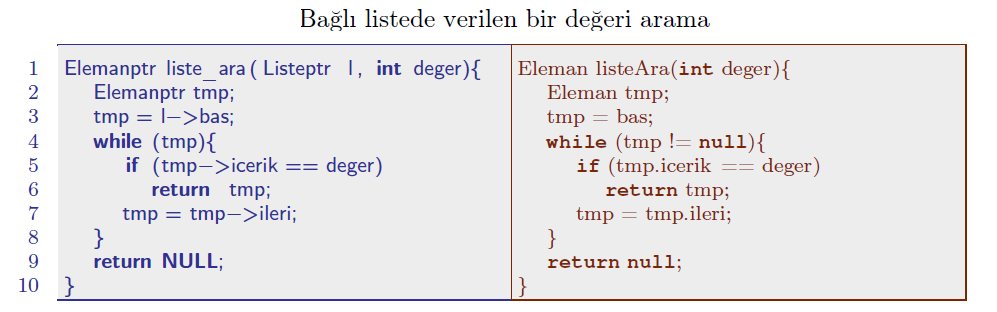 Bağlı listede verilen bir değeri arama
1 Elemanptr liste_ara( Listeptr l, int deger){ Eleman listeAra(int deger){
2 Elemanptr tmp; Eleman tmp;
3 tmp = l−>bas; tmp = bas;
4 while (tmp){ while (tmp != null){
5 if (tmp−>icerik == deger) if (tmp.icerik == deger)
6 return tmp; return tmp;
7 tmp = tmp−>ileri; tmp = tmp.ileri;
8 } }
9 return NULL; return null;
10 } }